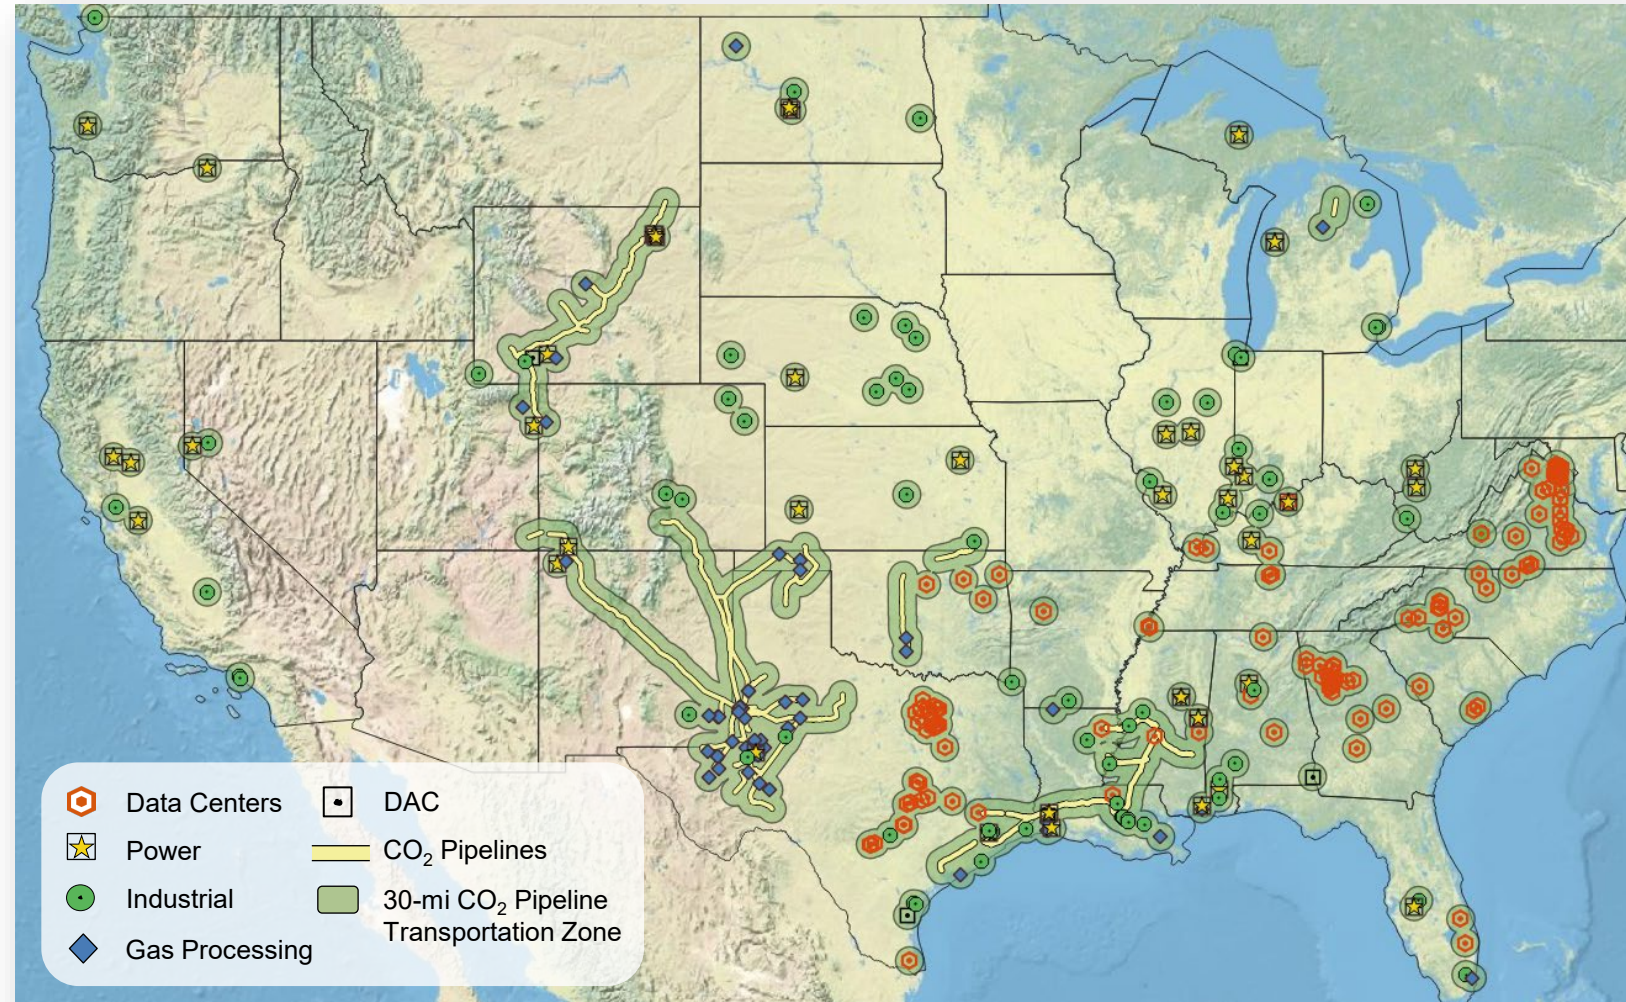 Data Centers
DAC
Power
CO₂ Pipelines
Industrial
30-mi CO₂ Pipeline
Transportation Zone
Gas Processing